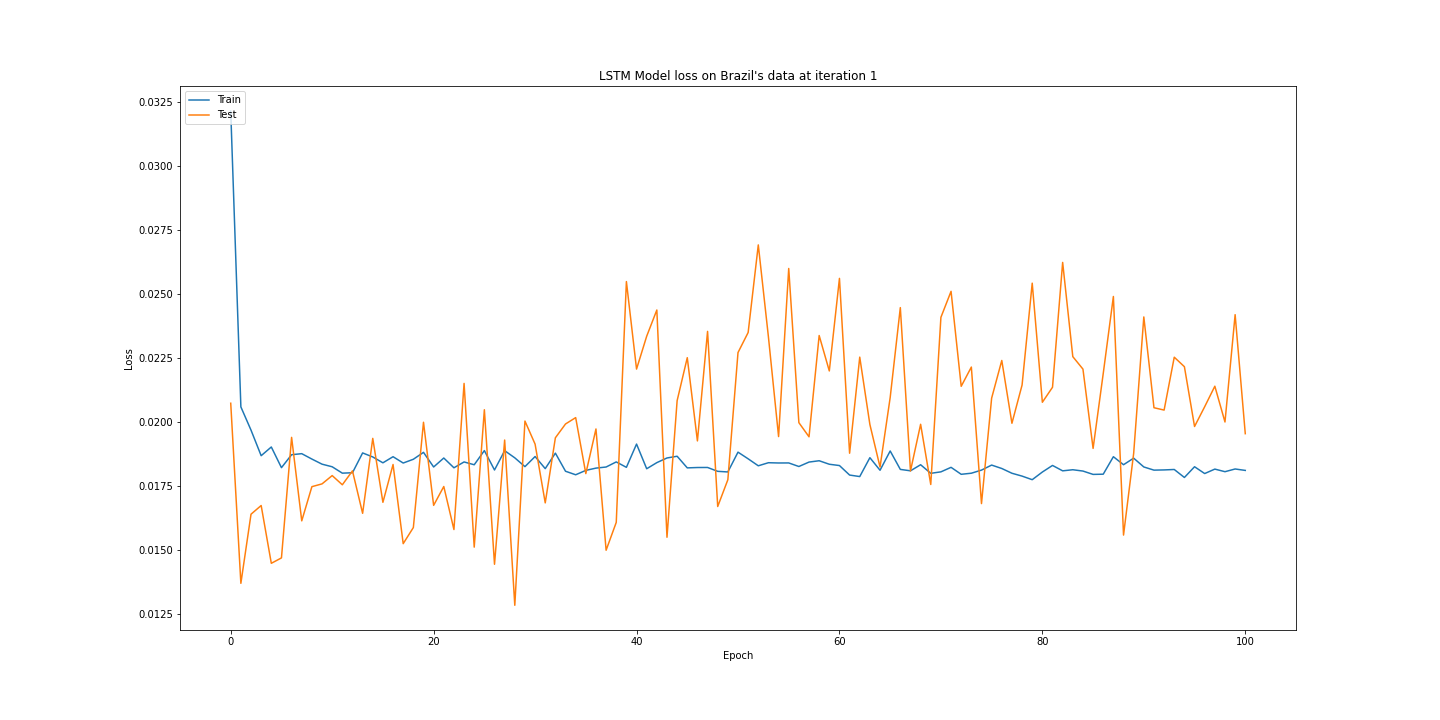 LSTM Model loss on Brazil's data at iteration 1
Train
Test
0.0325
0.0300
0.0275
0.0250
0.0225
0.0200
0.0175
0.0150
0.0125
Loss
0 20 40 60 80 100
Epoch